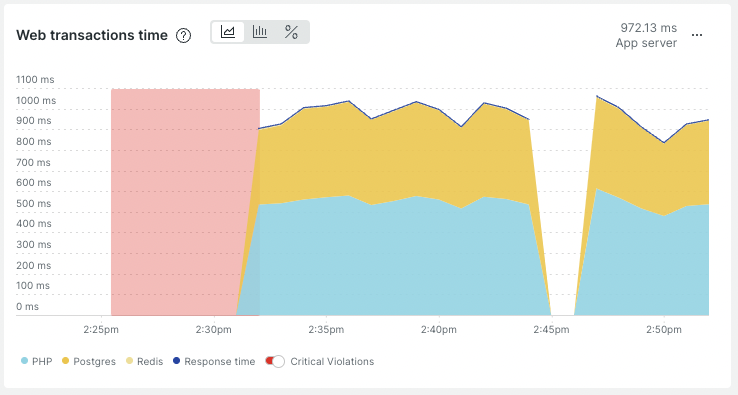 Web transactions time ?
%
972.13 ms
App server
1100 ms
1000 ms
900 ms
800 ms
700 ms
600 ms
500 ms
400 ms
300 ms
200 ms
100 ms
0 ms
2:25pm 2:30pm 2:35pm 2:40pm 2:45pm 2:50pm
PHP Postgres Redis Response time Critical Violations